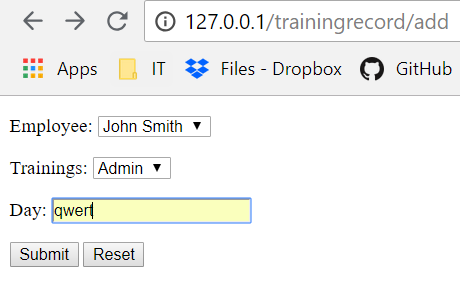 127.0.0.1/trainingrecord/add
Apps IT Files - Dropbox GitHub
Employee: John Smith ▼
Trainings: Admin ▼
Day: qwert
Submit Reset